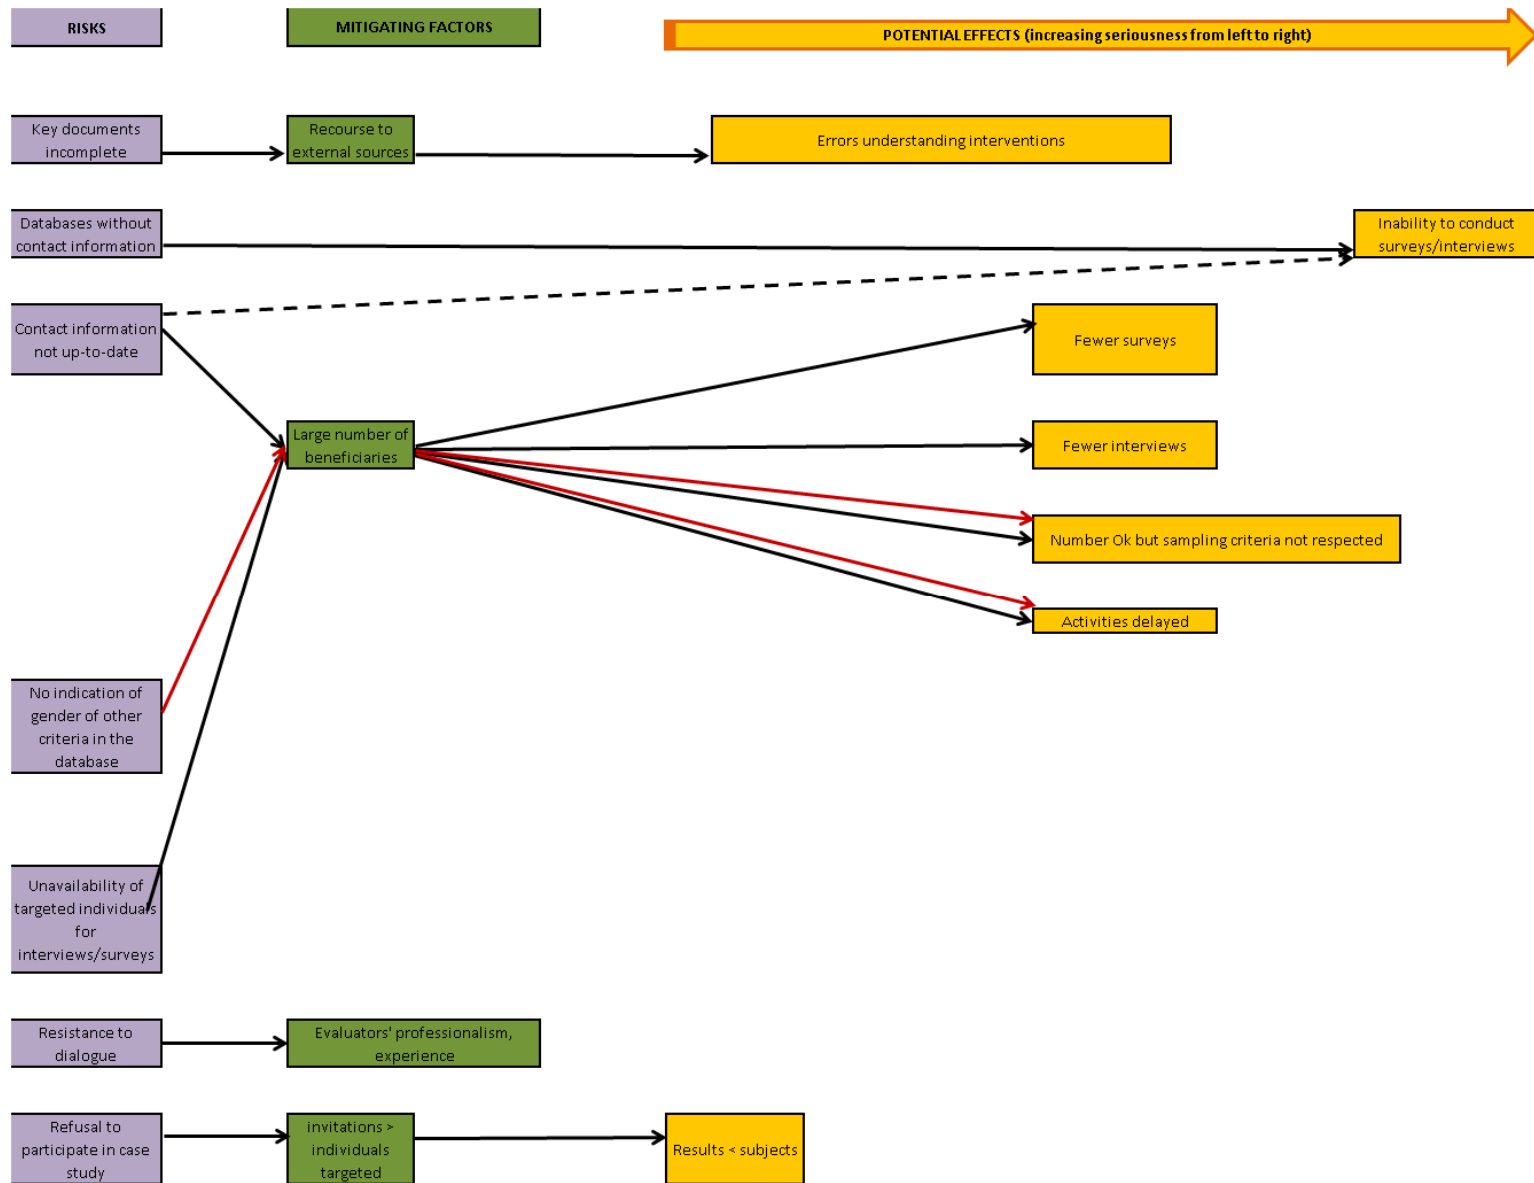 RISKS
MITIGATING FACTORS
POTENTIAL EFFECTS (increasing seriousness from left to right)
Key documents
incomplete
Recourse to
external sources
Errors understanding interventions
Databases without
contact information
Inability to conduct
surveys/interviews
Contact information
not up-to-date
Fewer surveys
Large number of
beneficiaries
Fewer interviews
Number Ok but sampling criteria not respected
Activities delayed
No indication of
gender of other
criteria in the
database
Unavailability of
targeted individuals
for
interviews/surveys
Resistance to
dialogue
Evaluators' professionalism,
experience
Refusal to
participate in case
study
invitations >
individuals
targeted
Results < subjects